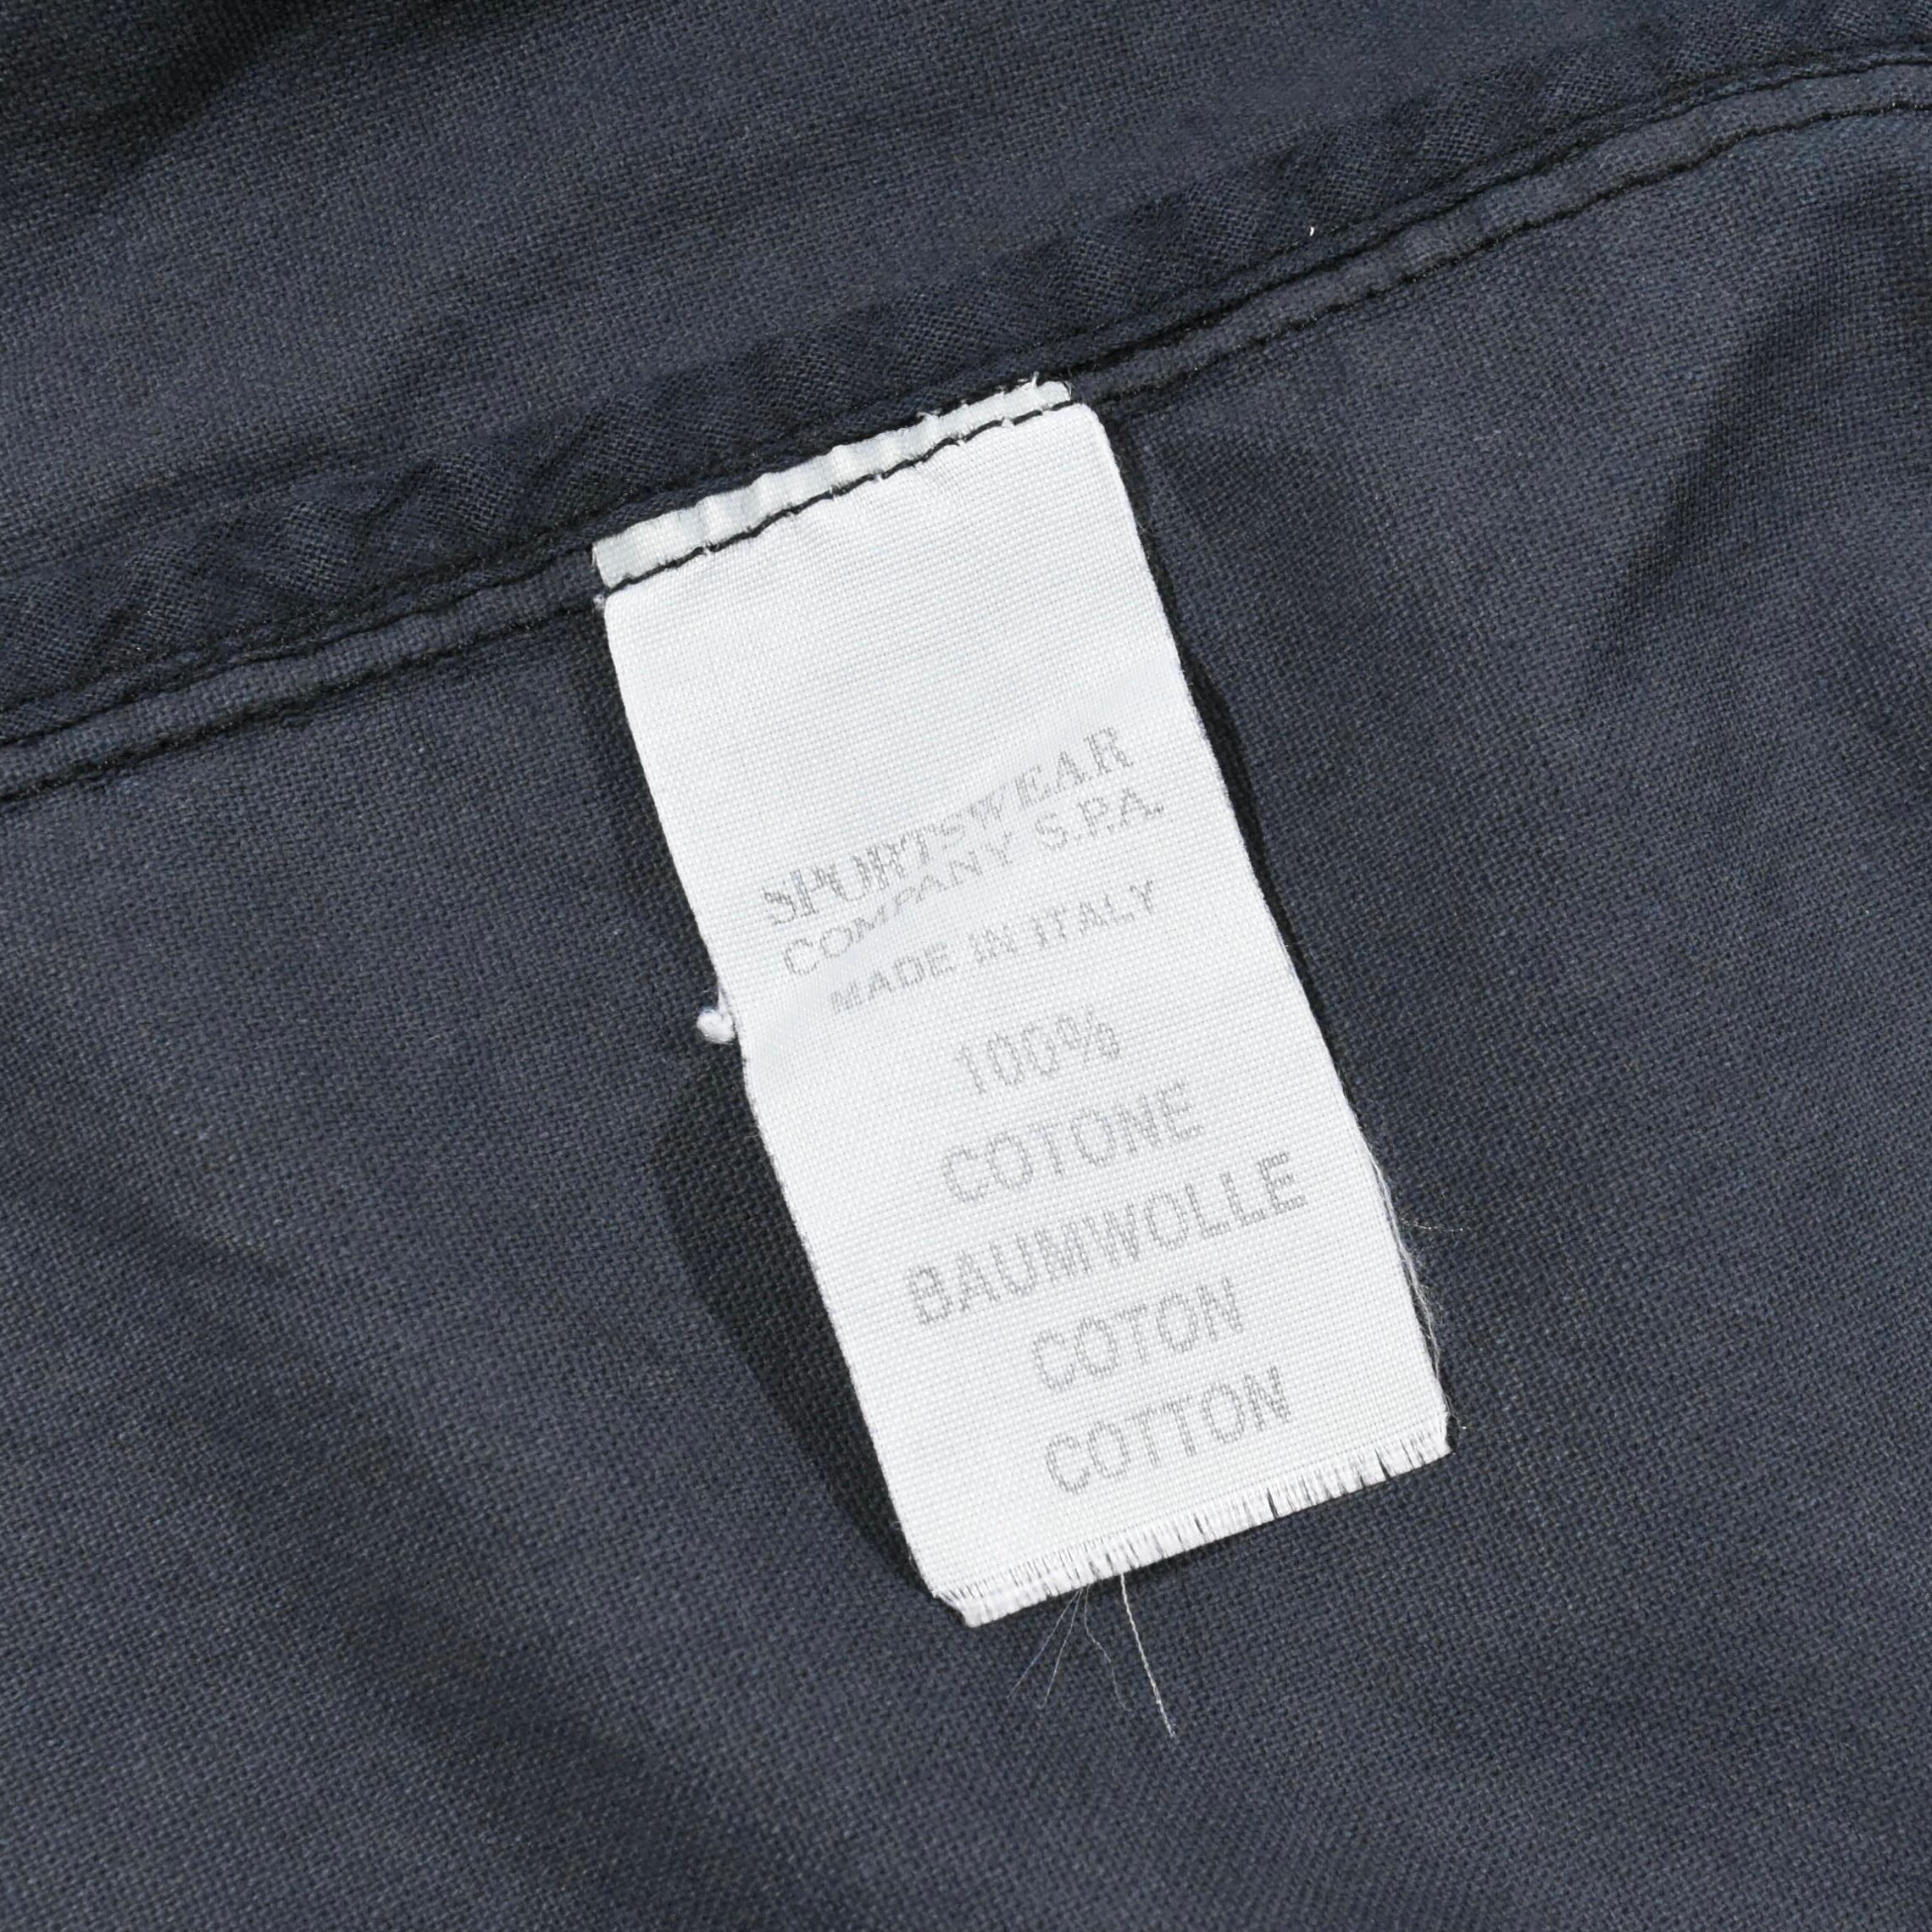 SPORTSWEAR
COMPANY S.P.A.
MADE IN ITALY
100%
COTONE
BAUMWOLLE
COTON
COTTON